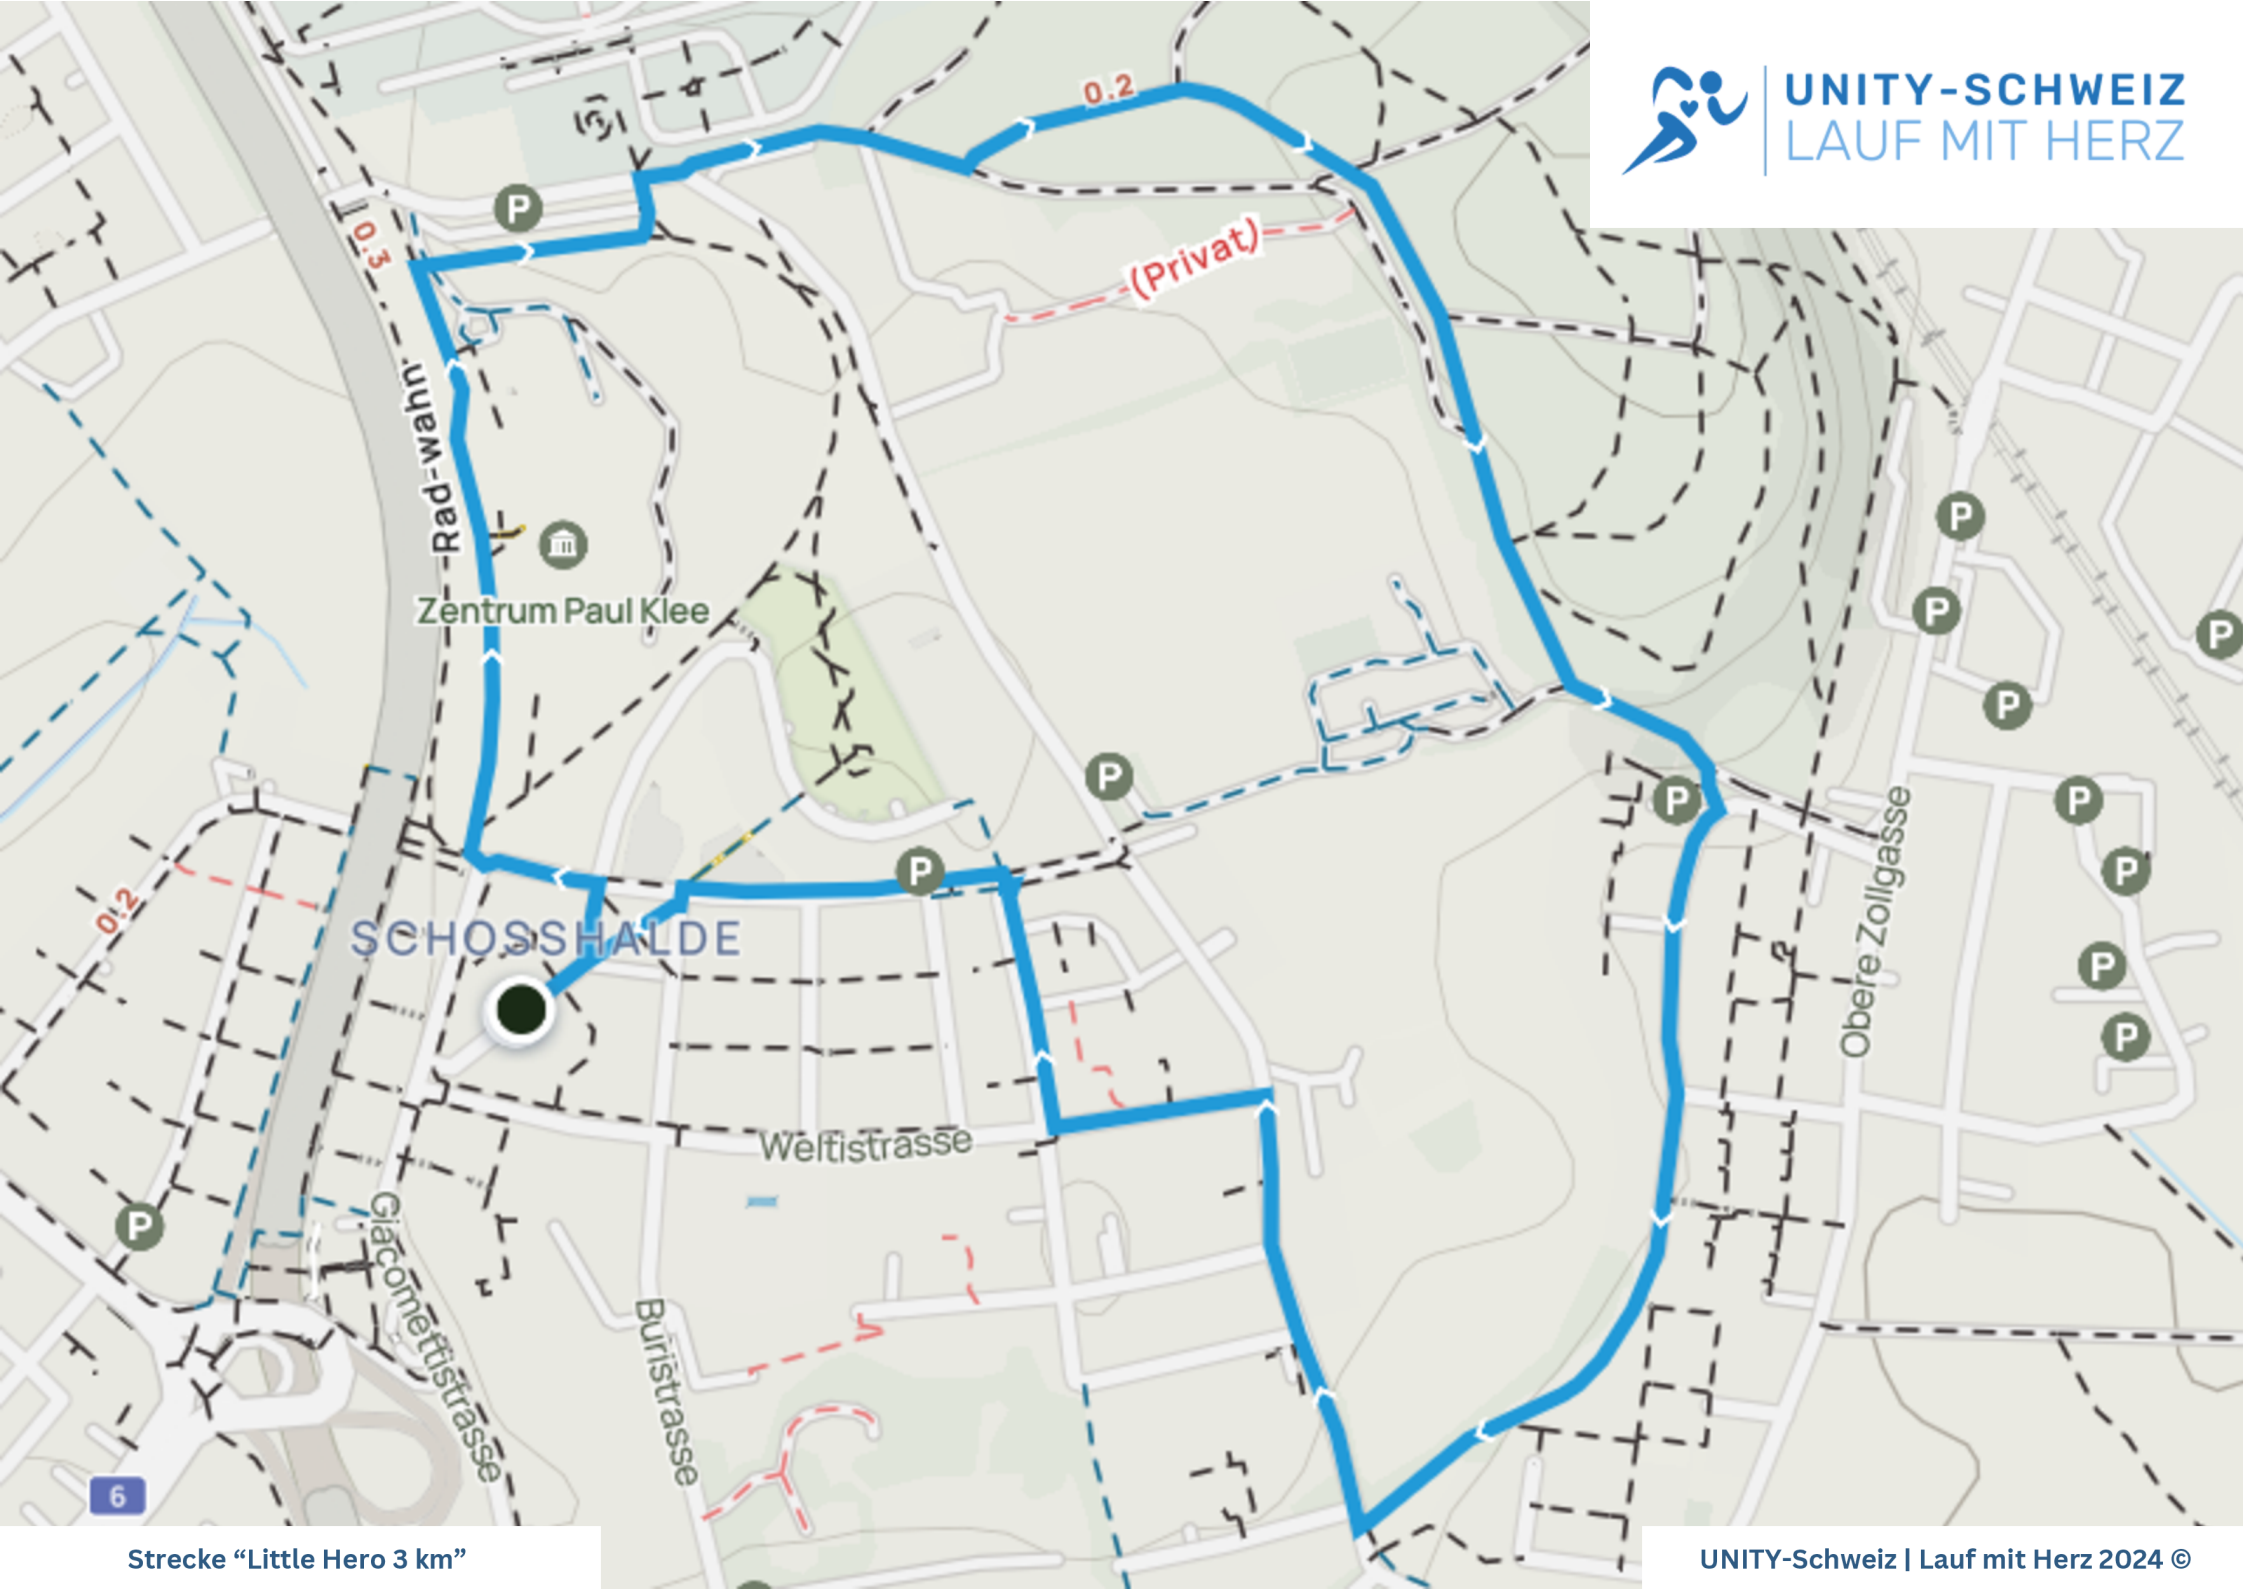 UNITY-SCHWEIZ
LAUF MIT HERZ
0.2
P
0.3
(Privat)
Rad-wahn
P
Zentrum Paul Klee
P
P
P
P
P
P
P
P
0.2
SCHOSSHALDE
Obere Zollgasse
P
P
Weltistrasse
P
Giacomettistrasse
Buristrasse
6
Strecke “Little Hero 3 km”
UNITY-Schweiz | Lauf mit Herz 2024 ©